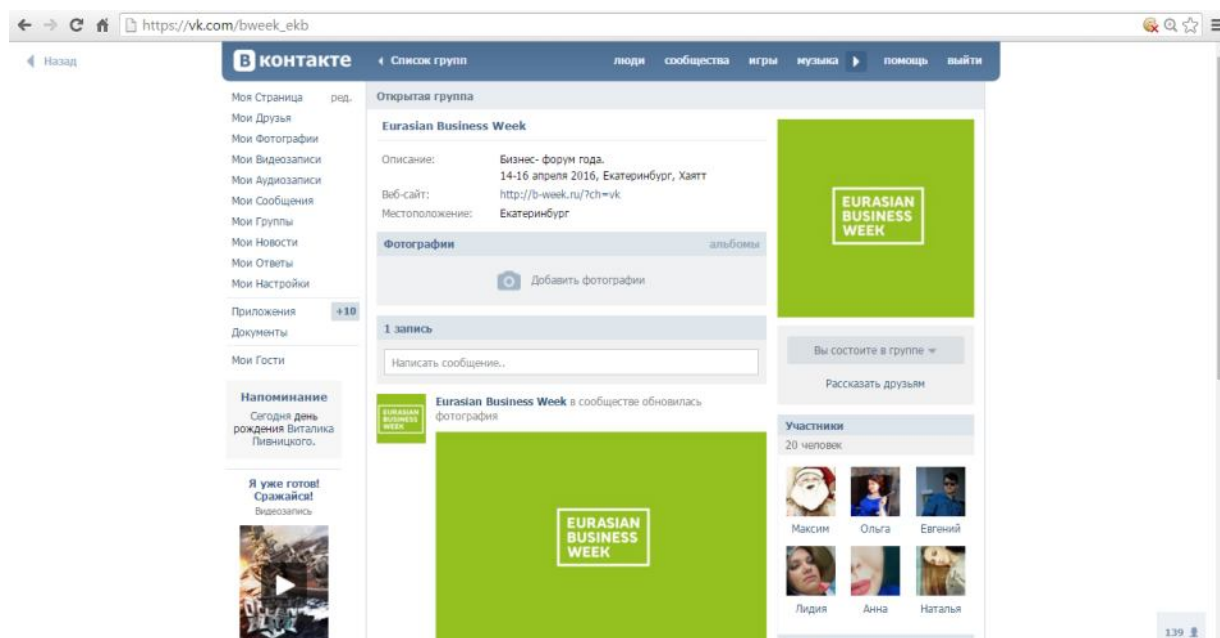 https://vk.com/bweek_ekb
Назад
В контакте
Список групп
люди сообщества игры музыка помощь выйти
Моя Страница ред.
Мои Друзья
Мои Фотографии
Мои Видеозаписи
Мои Аудиозаписи
Мои Сообщения
Мои Группы
Мои Новости
Мои Ответы
Мои Настройки
Приложения +10
Документы
Мои Гости
Напоминание
Сегодня день
рождения Виталика
Пивницкого.
Я уже готов!
Сражайся!
Видеозапись
Открытая группа
Eurasian Business Week
Описание: Бизнес- форум года.
14-16 апреля 2016, Екатеринбург, Хаятт
Веб-сайт: http://b-week.ru/?ch=vk
Местоположение: Екатеринбург
Фотографии альбомы
Добавить фотографии
1 запись
Написать сообщение..
EURASIAN
BUSINESS
WEEK
Eurasian Business Week в сообществе обновилась
фотография
EURASIAN
BUSINESS
WEEK
EURASIAN
BUSINESS
WEEK
Вы состоите в группе
Рассказать друзьям
Участники
20 человек
Максим Ольга Евгений
Лидия Анна Наталья
139